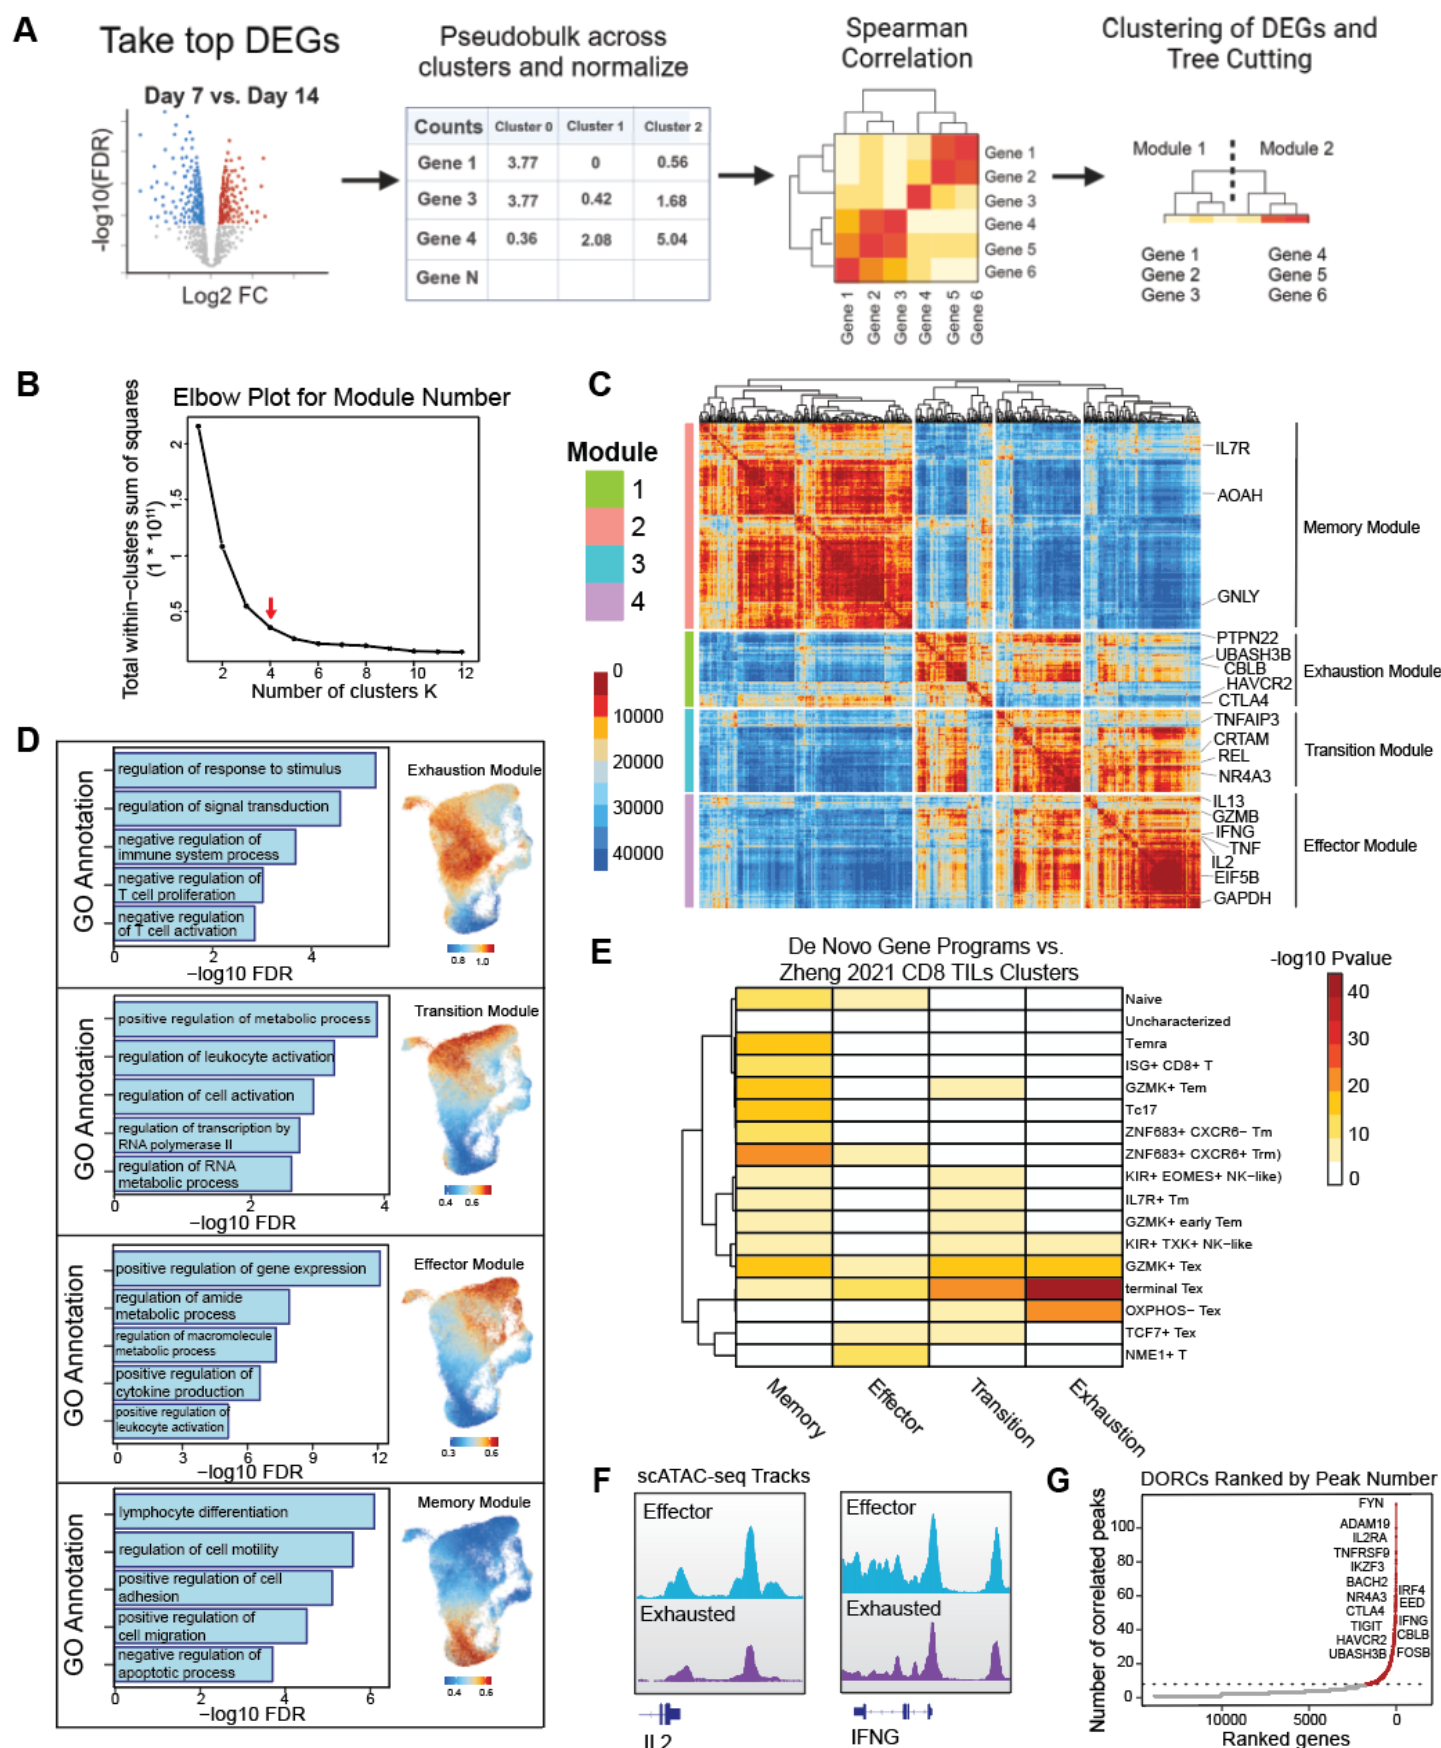 A
Take top DEGs
Day 7 vs. Day 14
-log10(FDR)
Log2 FC
Pseudobulk across
clusters and normalize
Counts Cluster 0 Cluster 1 Cluster 2
Gene 1 3.77 0 0.56
Gene 3 3.77 0.42 1.68
Gene 4 0.36 2.08 5.04
Gene N
Spearman
Correlation
Gene 1
Gene 2
Gene 3
Gene 4
Gene 5
Gene 6
Gene 1
Gene 2
Gene 3
Gene 4
Gene 5
Gene 6
Clustering of DEGs and
Tree Cutting
Module 1 Module 2
Gene 1 Gene 4
Gene 2 Gene 5
Gene 3 Gene 6
B
Elbow Plot for Module Number
Total within−clusters sum of squares
(1 * 10¹¹)
2
1.5
1
0.5
2 4 6 8 10 12
Number of clusters K
C
Module
1
2
3
4
0
10000
20000
30000
40000
IL7R
AOAH
GNLY
PTPN22
UBASH3B
CBLB
HAVCR2
CTLA4
TNFAIP3
CRTAM
REL
NR4A3
IL13
GZMB
IFNG
TNF
IL2
EIF5B
GAPDH
Memory Module
Exhaustion Module
Transition Module
Effector Module
D
GO Annotation
regulation of response to stimulus
regulation of signal transduction
negative regulation of
immune system process
negative regulation of
T cell proliferation
negative regulation
of T cell activation
0 2 4
−log10 FDR
Exhaustion Module
0.8 1.0
GO Annotation
positive regulation of metabolic process
regulation of leukocyte activation
regulation of cell activation
regulation of transcription by
RNA polymerase II
regulation of RNA
metabolic process
0 2 4
−log10 FDR
Transition Module
0.4 0.6
GO Annotation
positive regulation of gene expression
regulation of amide
metabolic process
regulation of macromolecule
metabolic process
positive regulation of
cytokine production
positive regulation of
leukocyte activation
0 3 6 9 12
−log10 FDR
Effector Module
0.3 0.6
GO Annotation
lymphocyte differentiation
regulation of cell motility
positive regulation of cell
adhesion
positive regulation of
cell migration
negative regulation of
apoptotic process
0 2 4 6
−log10 FDR
Memory Module
0.4 0.6
E
De Novo Gene Programs vs.
Zheng 2021 CD8 TILs Clusters
Naive
Uncharacterized
Temra
ISG+ CD8+ T
GZMK+ Tem
Tc17
ZNF683+ CXCR6− Tm
ZNF683+ CXCR6+ Trm)
KIR+ EOMES+ NK−like)
IL7R+ Tm
GZMK+ early Tem
KIR+ TXK+ NK−like
GZMK+ Tex
terminal Tex
OXPHOS− Tex
TCF7+ Tex
NME1+ T
Memory
Effector
Transition
Exhaustion
-log10 Pvalue
40
30
20
10
0
F
scATAC-seq Tracks
Effector
Exhausted
IL2
Effector
Exhausted
IFNG
G
DORCs Ranked by Peak Number
Number of correlated peaks
100
80
60
40
20
0
FYN
ADAM19
IL2RA
TNFRSF9
IKZF3
BACH2
NR4A3
CTLA4
TIGIT
HAVCR2
UBASH3B
IRF4
EED
IFNG
CBLB
FOSB
10000 5000 0
Ranked genes